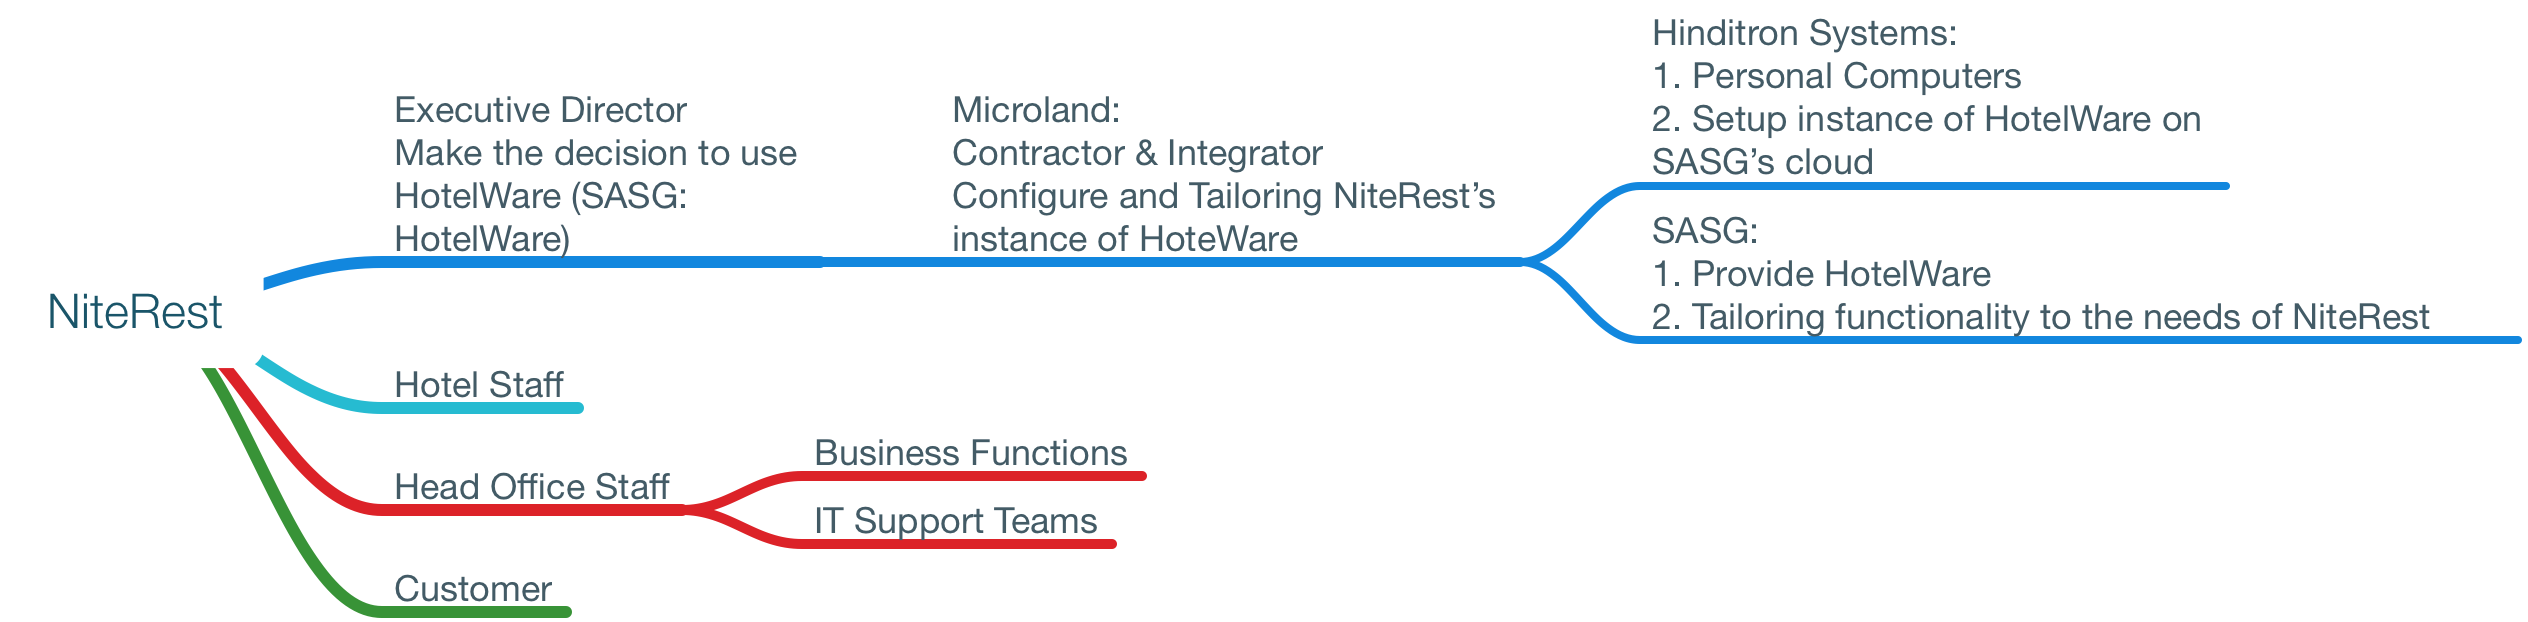 NiteRest
Executive Director
Make the decision to use
HotelWare (SASG:
HotelWare)
Microland:
Contractor & Integrator
Configure and Tailoring NiteRest’s
instance of HoteWare
Hinditron Systems:
1. Personal Computers
2. Setup instance of HotelWare on
SASG’s cloud
SASG:
1. Provide HotelWare
2. Tailoring functionality to the needs of NiteRest
Hotel Staff
Head Office Staff
Business Functions
IT Support Teams
Customer